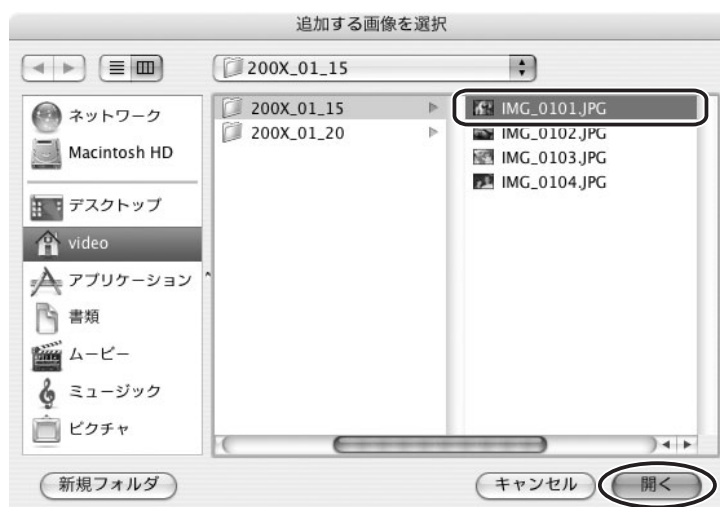 追加する画像を選択
200X_01_15
ネットワーク
Macintosh HD
デスクトップ
video
アプリケーション
書類
ムービー
ミュージック
ピクチャ
200X_01_15
200X_01_20
IMG_0101.JPG
IMG_0102.JPG
IMG_0103.JPG
IMG_0104.JPG
新規フォルダ
キャンセル
開く